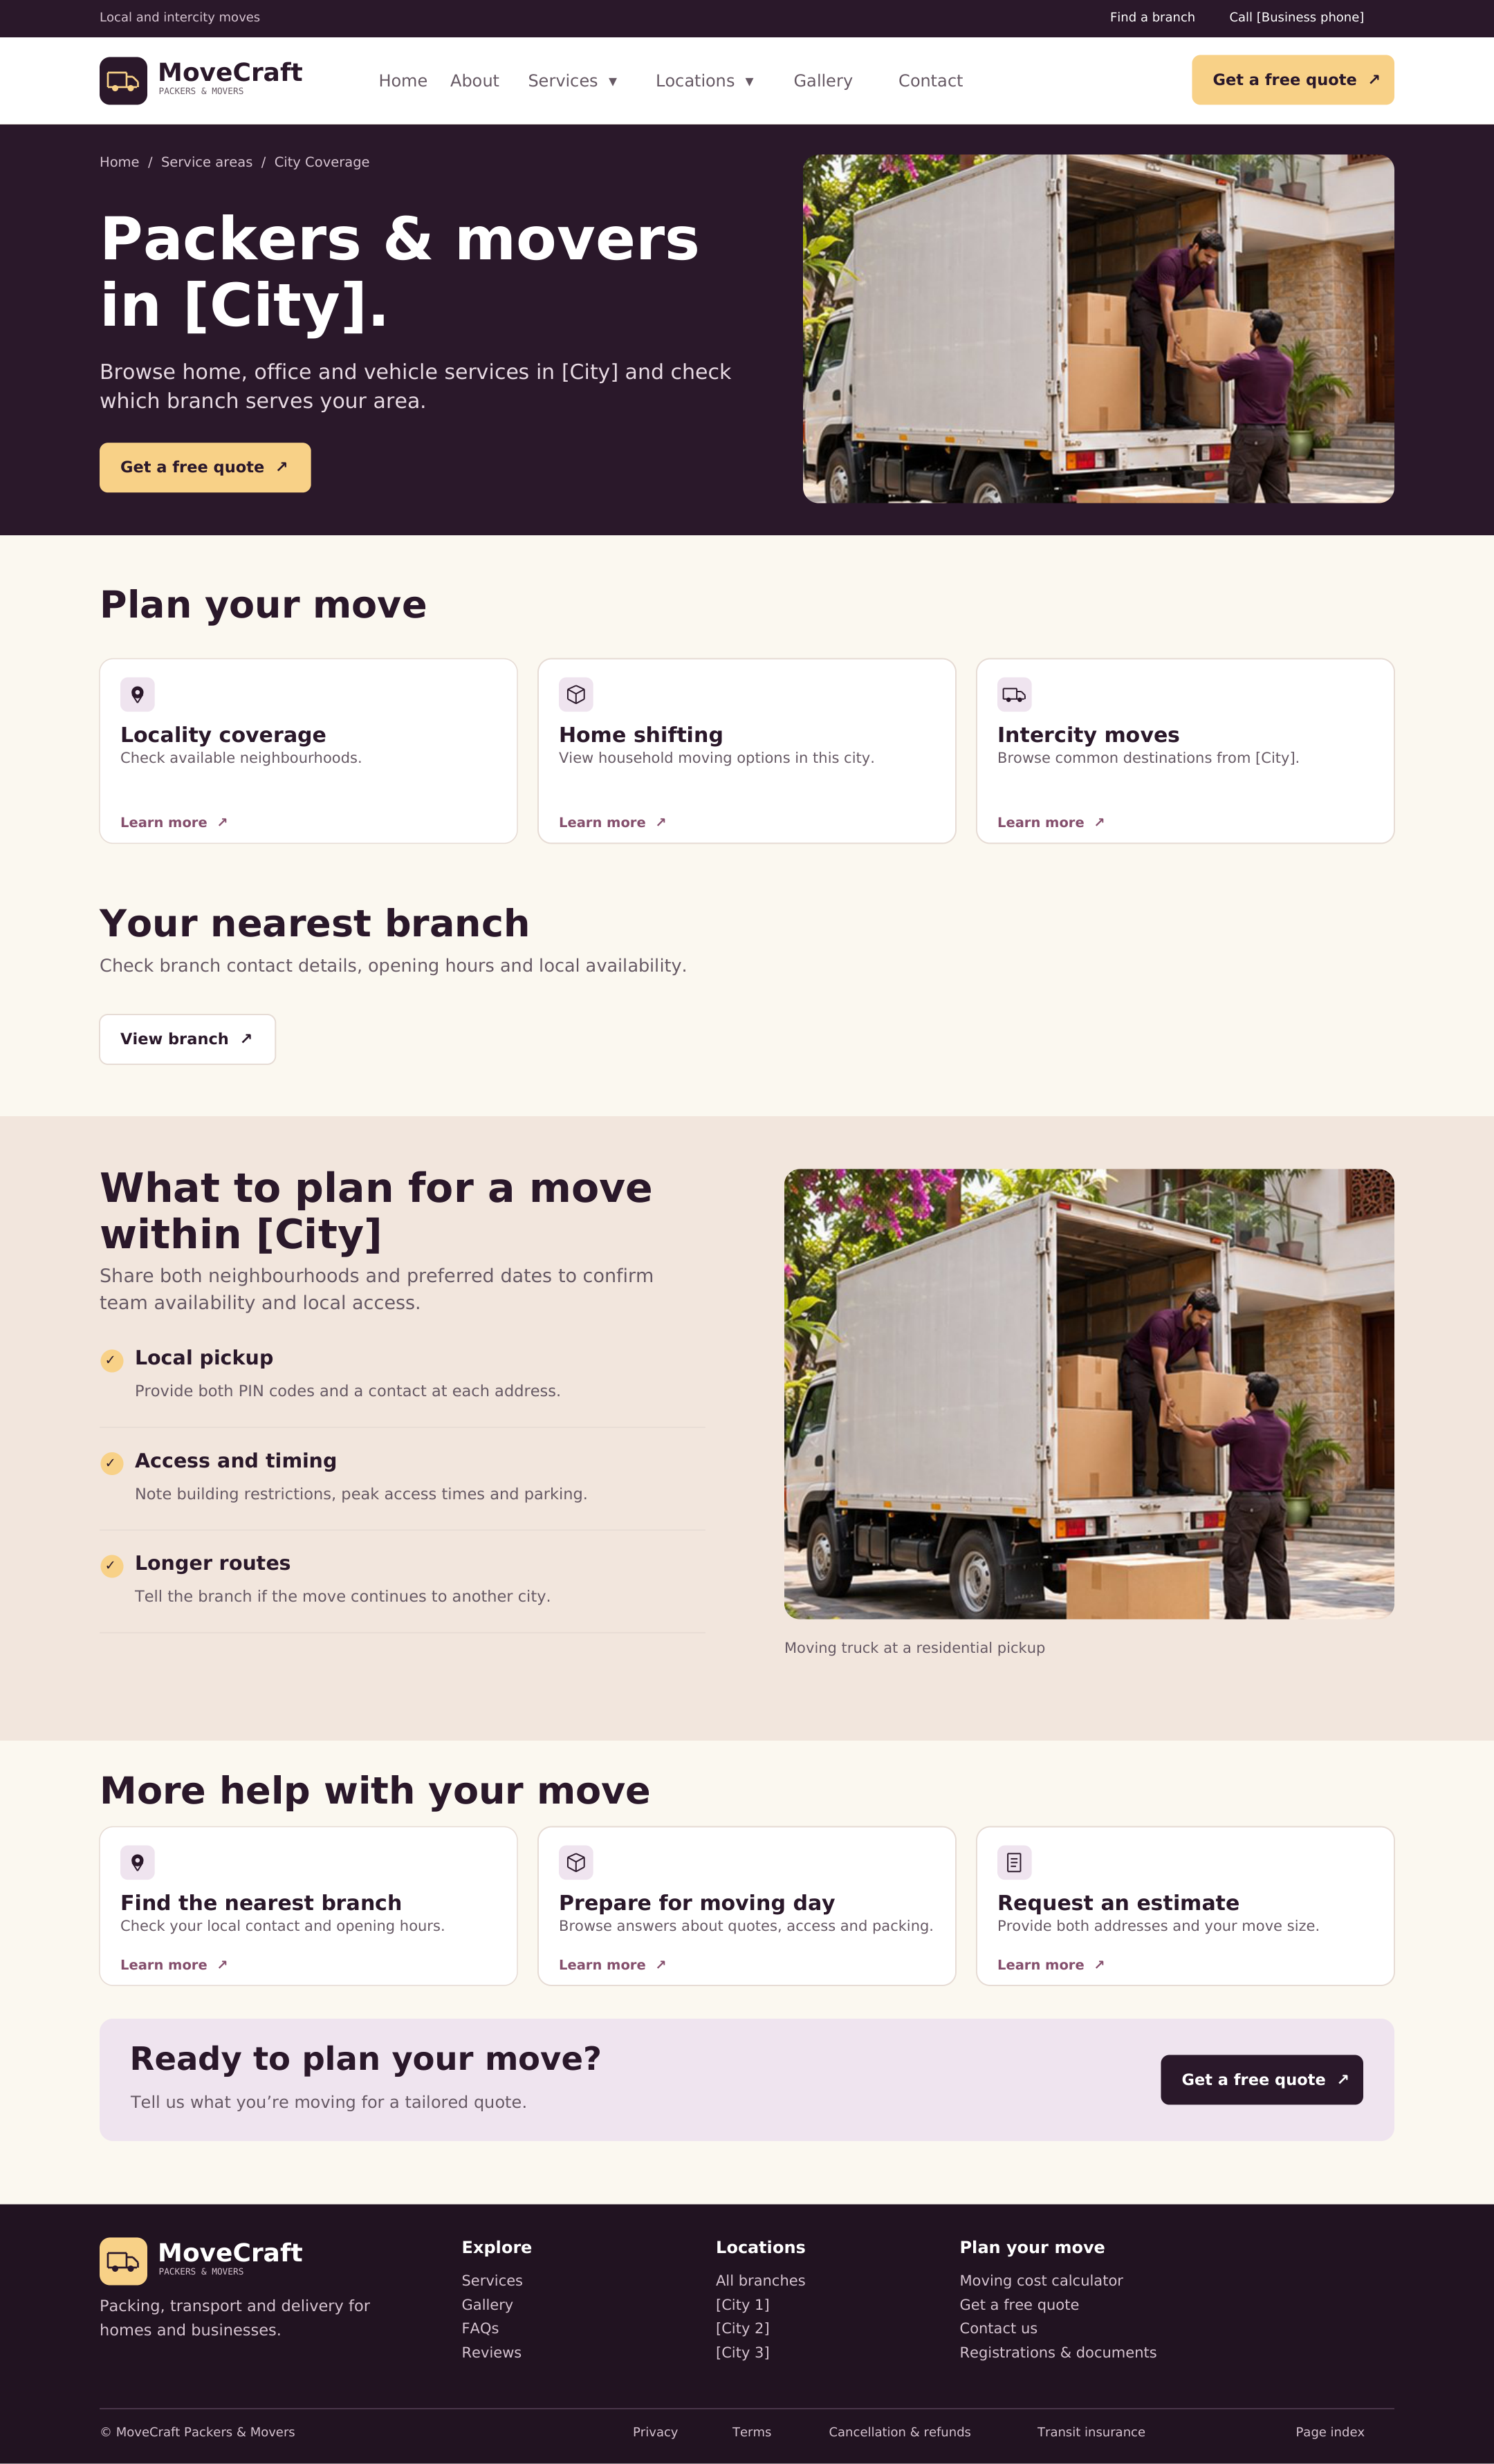 Local and intercity moves
Find a branch
Call [Business phone]
MoveCraft
PACKERS & MOVERS
Home
About
Services ▾
Locations ▾
Gallery
Contact
Get a free quote ↗
Home / Service areas / City Coverage
Packers & movers
in [City].
Browse home, office and vehicle services in [City] and check
which branch serves your area.
Get a free quote ↗
Plan your move
Locality coverage
Check available neighbourhoods.
Learn more ↗
Home shifting
View household moving options in this city.
Learn more ↗
Intercity moves
Browse common destinations from [City].
Learn more ↗
Your nearest branch
Check branch contact details, opening hours and local availability.
View branch ↗
What to plan for a move
within [City]
Share both neighbourhoods and preferred dates to confirm
team availability and local access.
✓ Local pickup
Provide both PIN codes and a contact at each address.
✓ Access and timing
Note building restrictions, peak access times and parking.
✓ Longer routes
Tell the branch if the move continues to another city.
Moving truck at a residential pickup
More help with your move
Find the nearest branch
Check your local contact and opening hours.
Learn more ↗
Prepare for moving day
Browse answers about quotes, access and packing.
Learn more ↗
Request an estimate
Provide both addresses and your move size.
Learn more ↗
Ready to plan your move?
Tell us what you’re moving for a tailored quote.
Get a free quote ↗
MoveCraft
PACKERS & MOVERS
Packing, transport and delivery for
homes and businesses.
Explore
Services
Gallery
FAQs
Reviews
Locations
All branches
[City 1]
[City 2]
[City 3]
Plan your move
Moving cost calculator
Get a free quote
Contact us
Registrations & documents
© MoveCraft Packers & Movers
Privacy
Terms
Cancellation & refunds
Transit insurance
Page index